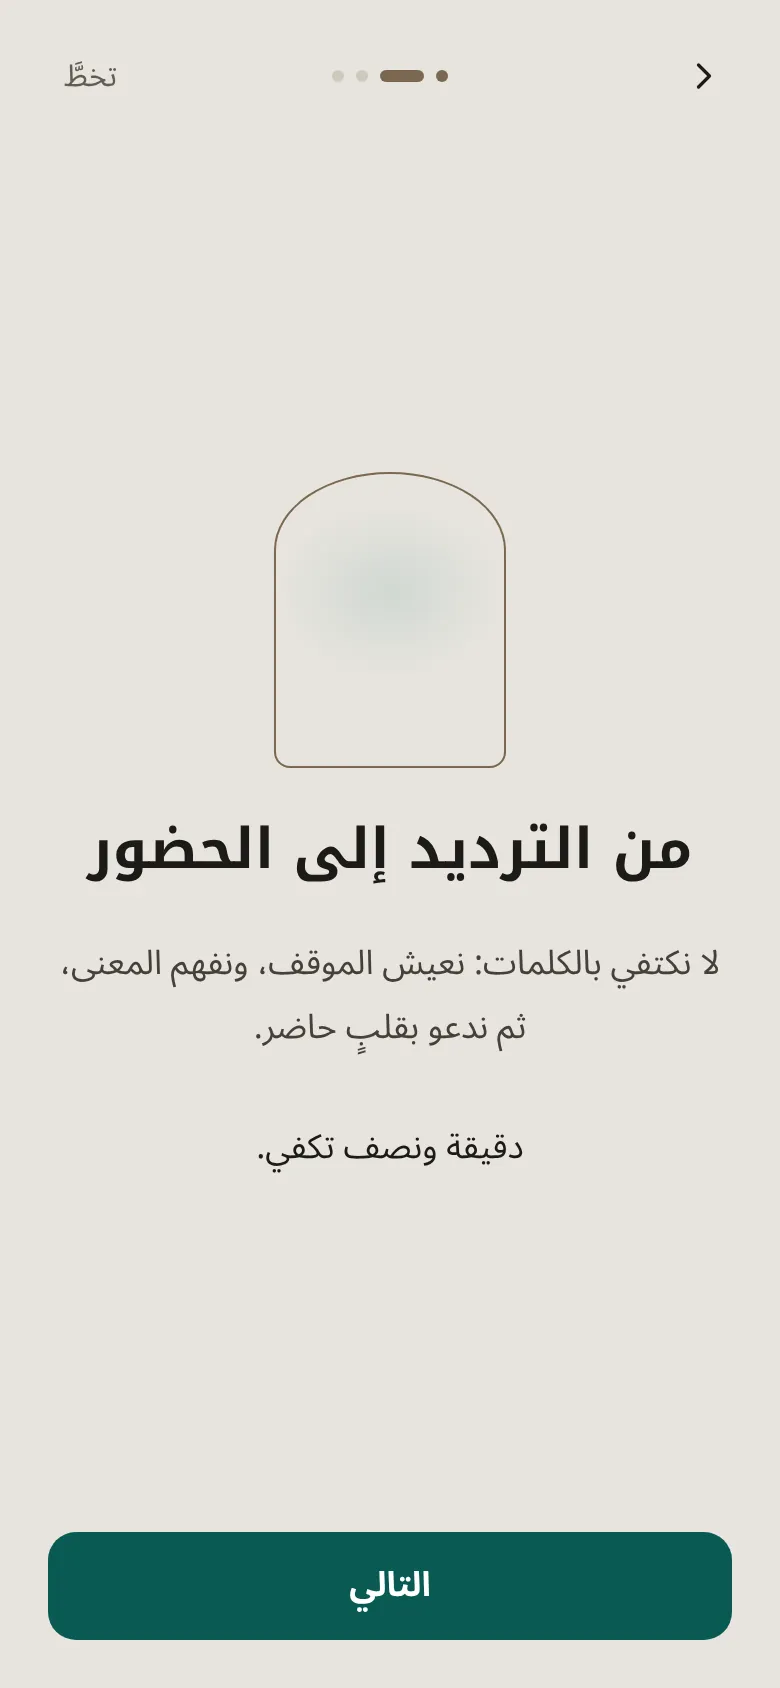 تخطَّ
من الترديد إلى الحضور
لا نكتفي بالكلمات: نعيش الموقف، ونفهم المعنى،
ثم ندعو بقلبٍ حاضر.
دقيقة ونصف تكفي.
التالي